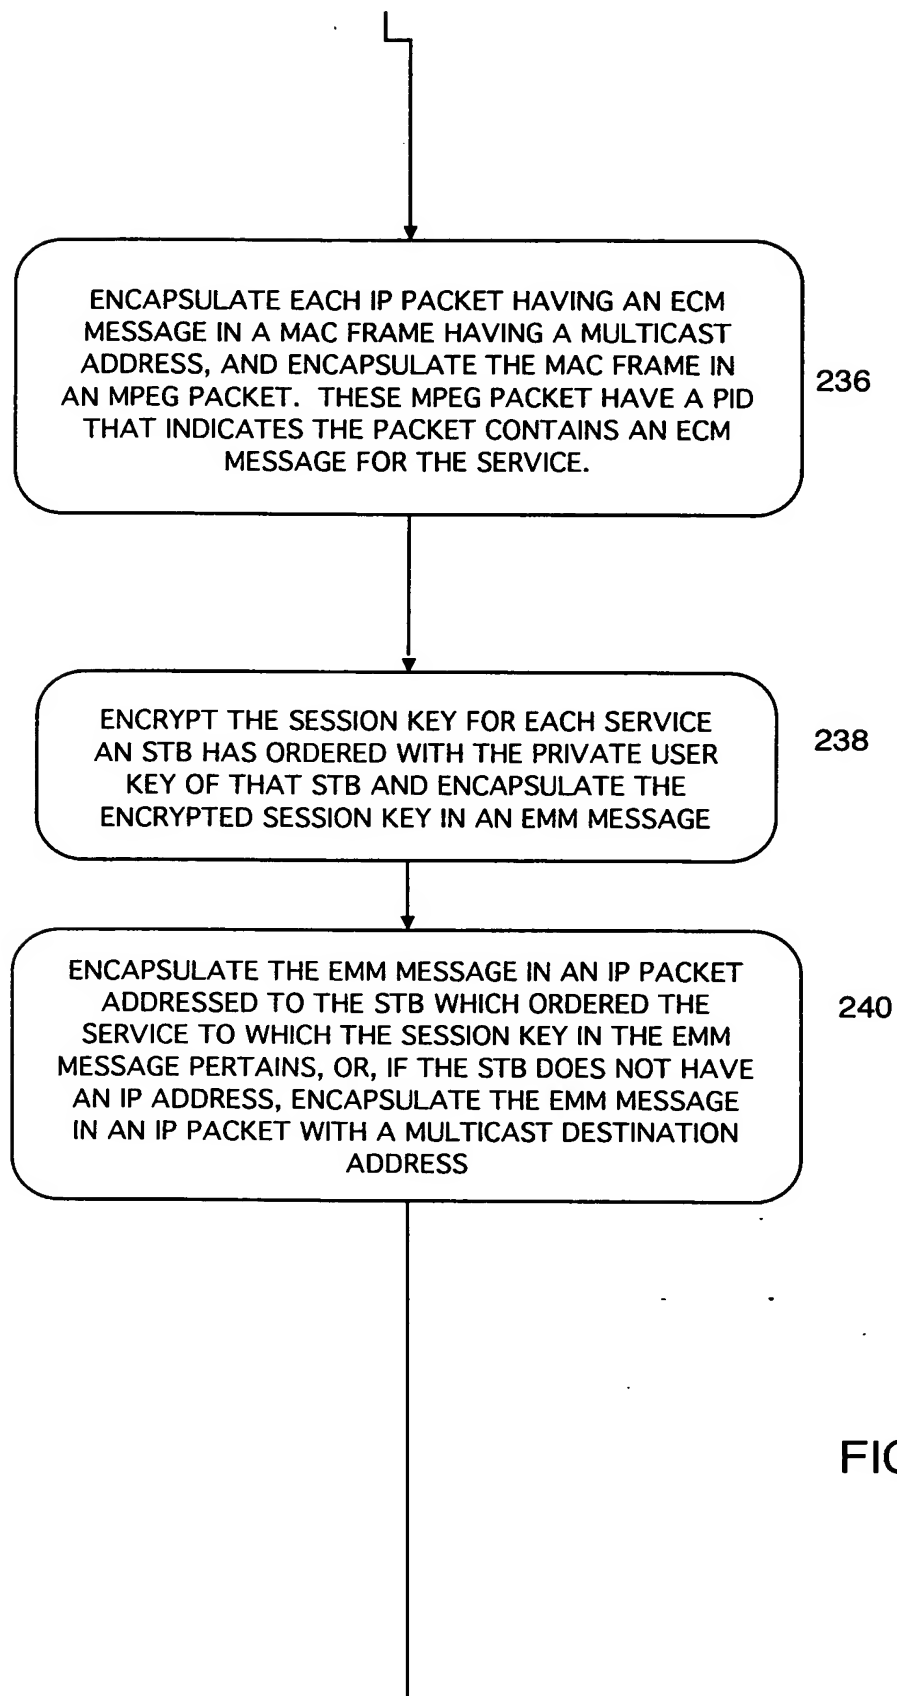 ENCAPSULATE EACH IP PACKET HAVING AN ECM
MESSAGE IN A MAC FRAME HAVING A MULTICAST
ADDRESS, AND ENCAPSULATE THE MAC FRAME IN
AN MPEG PACKET. THESE MPEG PACKET HAVE A PID
THAT INDICATES THE PACKET CONTAINS AN ECM
MESSAGE FOR THE SERVICE.
236
ENCRYPT THE SESSION KEY FOR EACH SERVICE
AN STB HAS ORDERED WITH THE PRIVATE USER
KEY OF THAT STB AND ENCAPSULATE THE
ENCRYPTED SESSION KEY IN AN EMM MESSAGE
238
ENCAPSULATE THE EMM MESSAGE IN AN IP PACKET
ADDRESSED TO THE STB WHICH ORDERED THE
SERVICE TO WHICH THE SESSION KEY IN THE EMM
MESSAGE PERTAINS, OR, IF THE STB DOES NOT HAVE
AN IP ADDRESS, ENCAPSULATE THE EMM MESSAGE
IN AN IP PACKET WITH A MULTICAST DESTINATION
ADDRESS
240